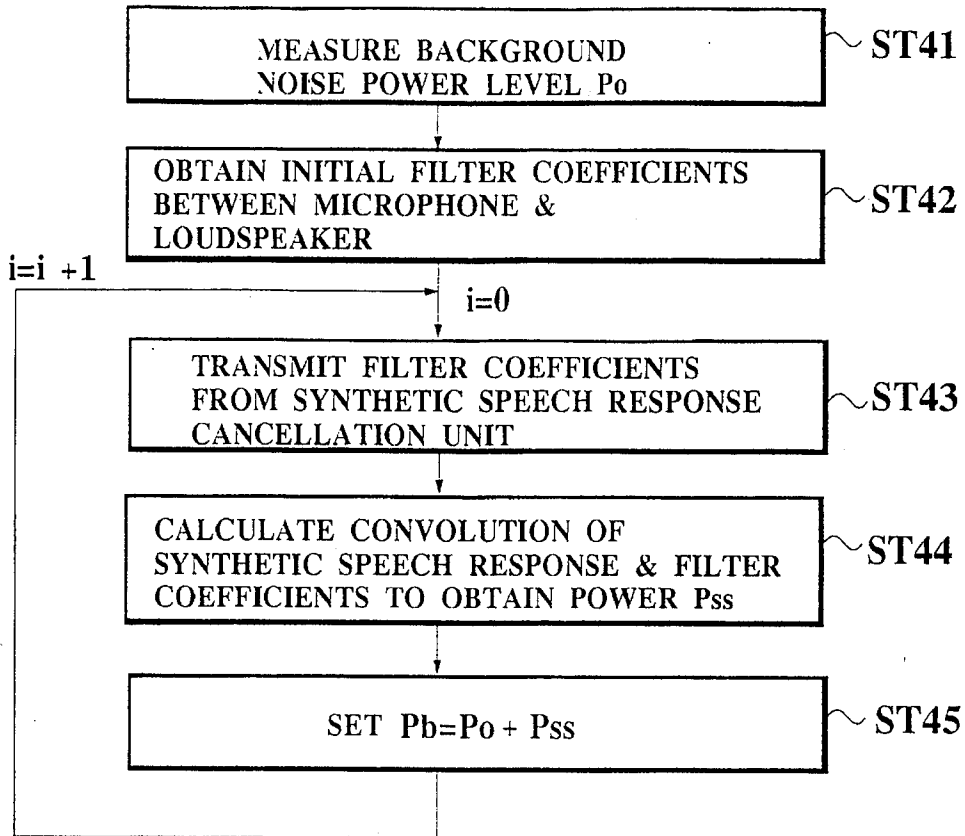 MEASURE BACKGROUND
NOISE POWER LEVEL Po
ST41
OBTAIN INITIAL FILTER COEFFICIENTS
BETWEEN MICROPHONE &
LOUDSPEAKER
ST42
i=i +1
i=0
TRANSMIT FILTER COEFFICIENTS
FROM SYNTHETIC SPEECH RESPONSE
CANCELLATION UNIT
ST43
CALCULATE CONVOLUTION OF
SYNTHETIC SPEECH RESPONSE & FILTER
COEFFICIENTS TO OBTAIN POWER Pss
ST44
SET Pb=Po + Pss
ST45